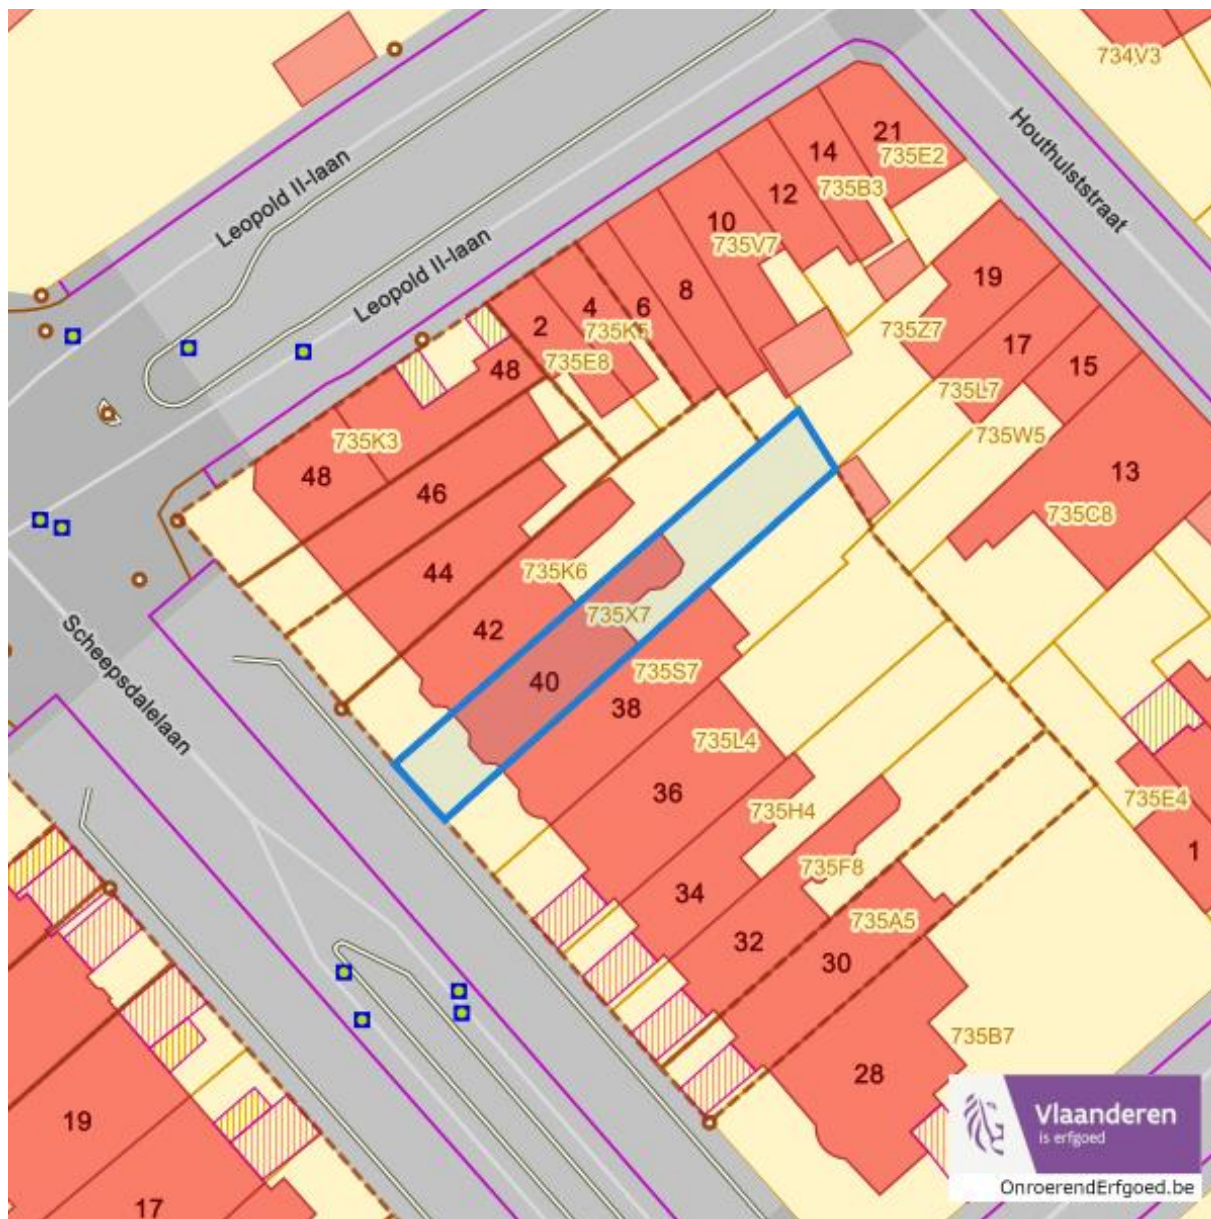 734V3
Houthulststraat
21
735E2
14
735B3
12
10
735V7
Leopold II-laan
Leopold II-laan
8
6
4
735K5
2
735E8
19
735Z7
17
15
735L7
735W5
13
735C8
48
735K3
48
46
44
735K6
42
735X7
40
735S7
38
735L4
36
735H4
Scheepsdalelaan
34
735F8
32
735A5
30
735E4
1
28
735B7
19
17
Vlaanderen
is erfgoed
OnroerendErfgoed.be